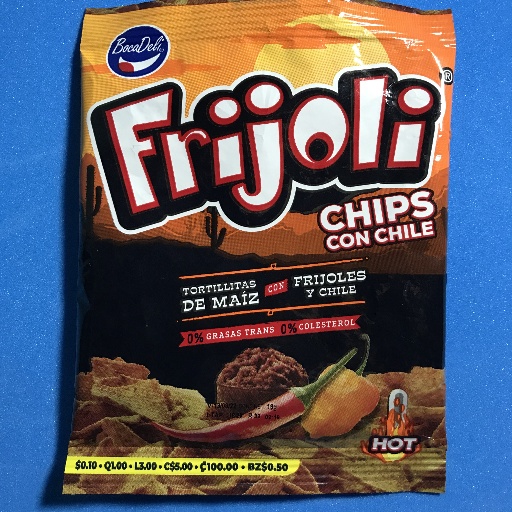 BocaDeli
Frijoli®
CHIPS
CON CHILE
TORTILLITAS
DE MAÍZ
CON
FRIJOLES
Y CHILE
0% GRASAS TRANS 0% COLESTEROL
HOT
$0.10 • Q1.00 • L3.00 • C$5.00 • ₡100.00 • BZ$0.50